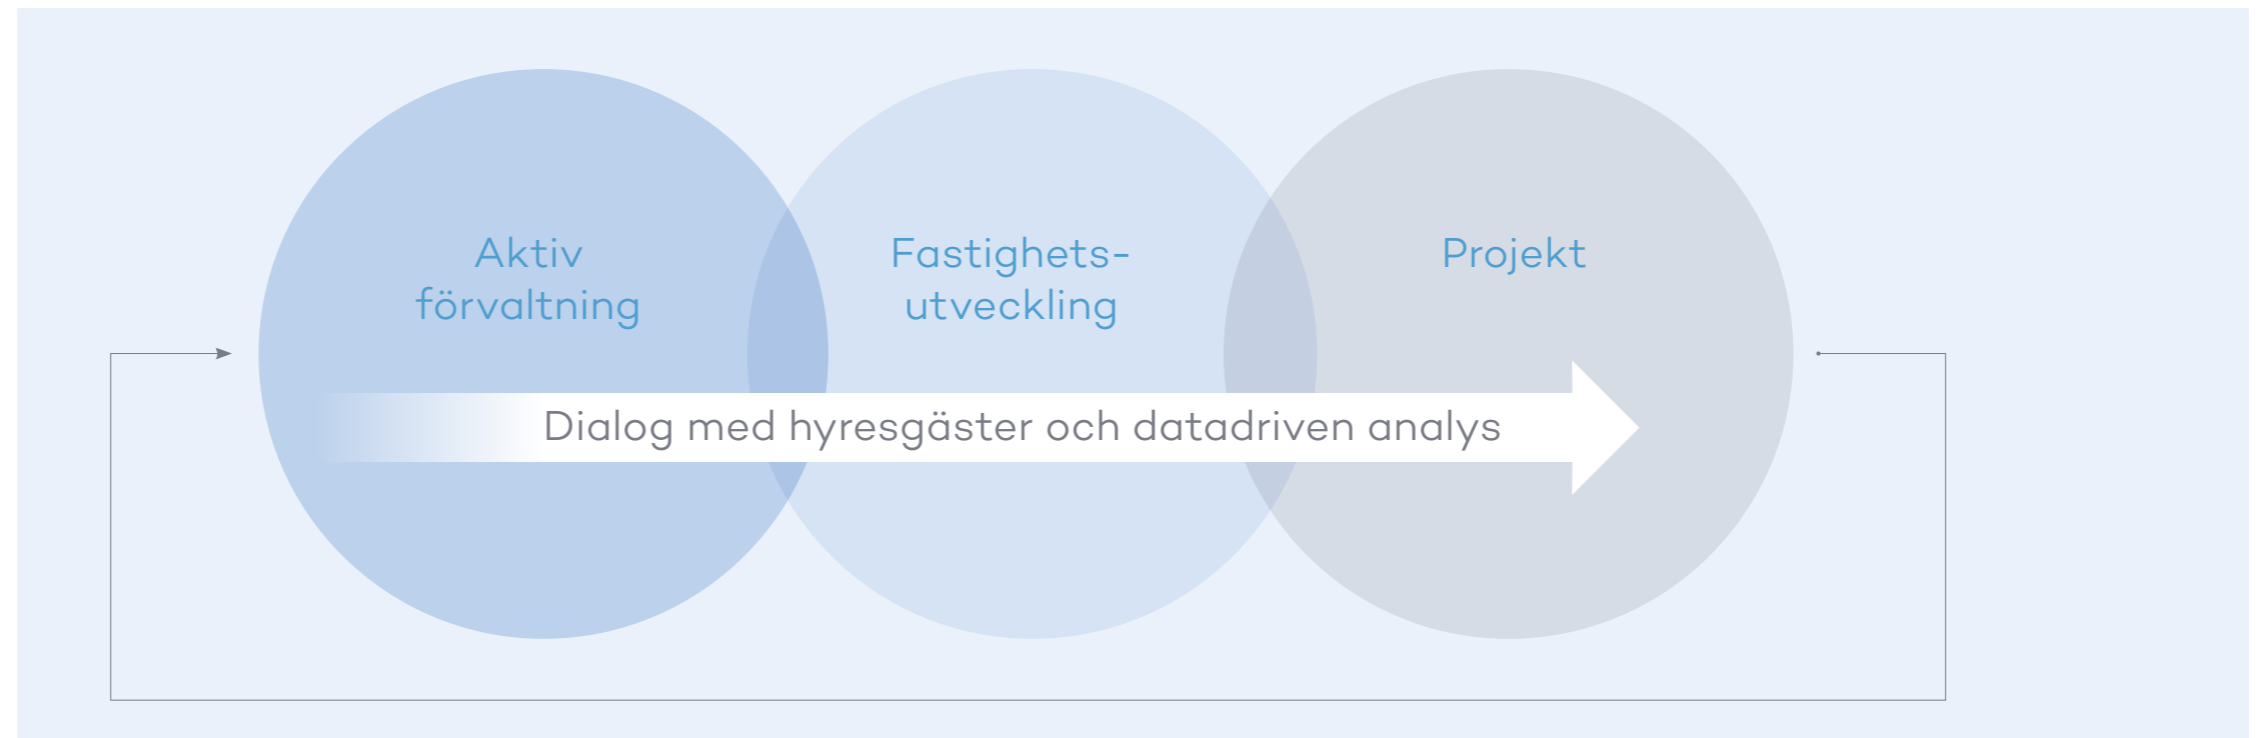 Aktiv
förvaltning
Fastighets-
utveckling
Projekt
Dialog med hyresgäster och datadriven analys